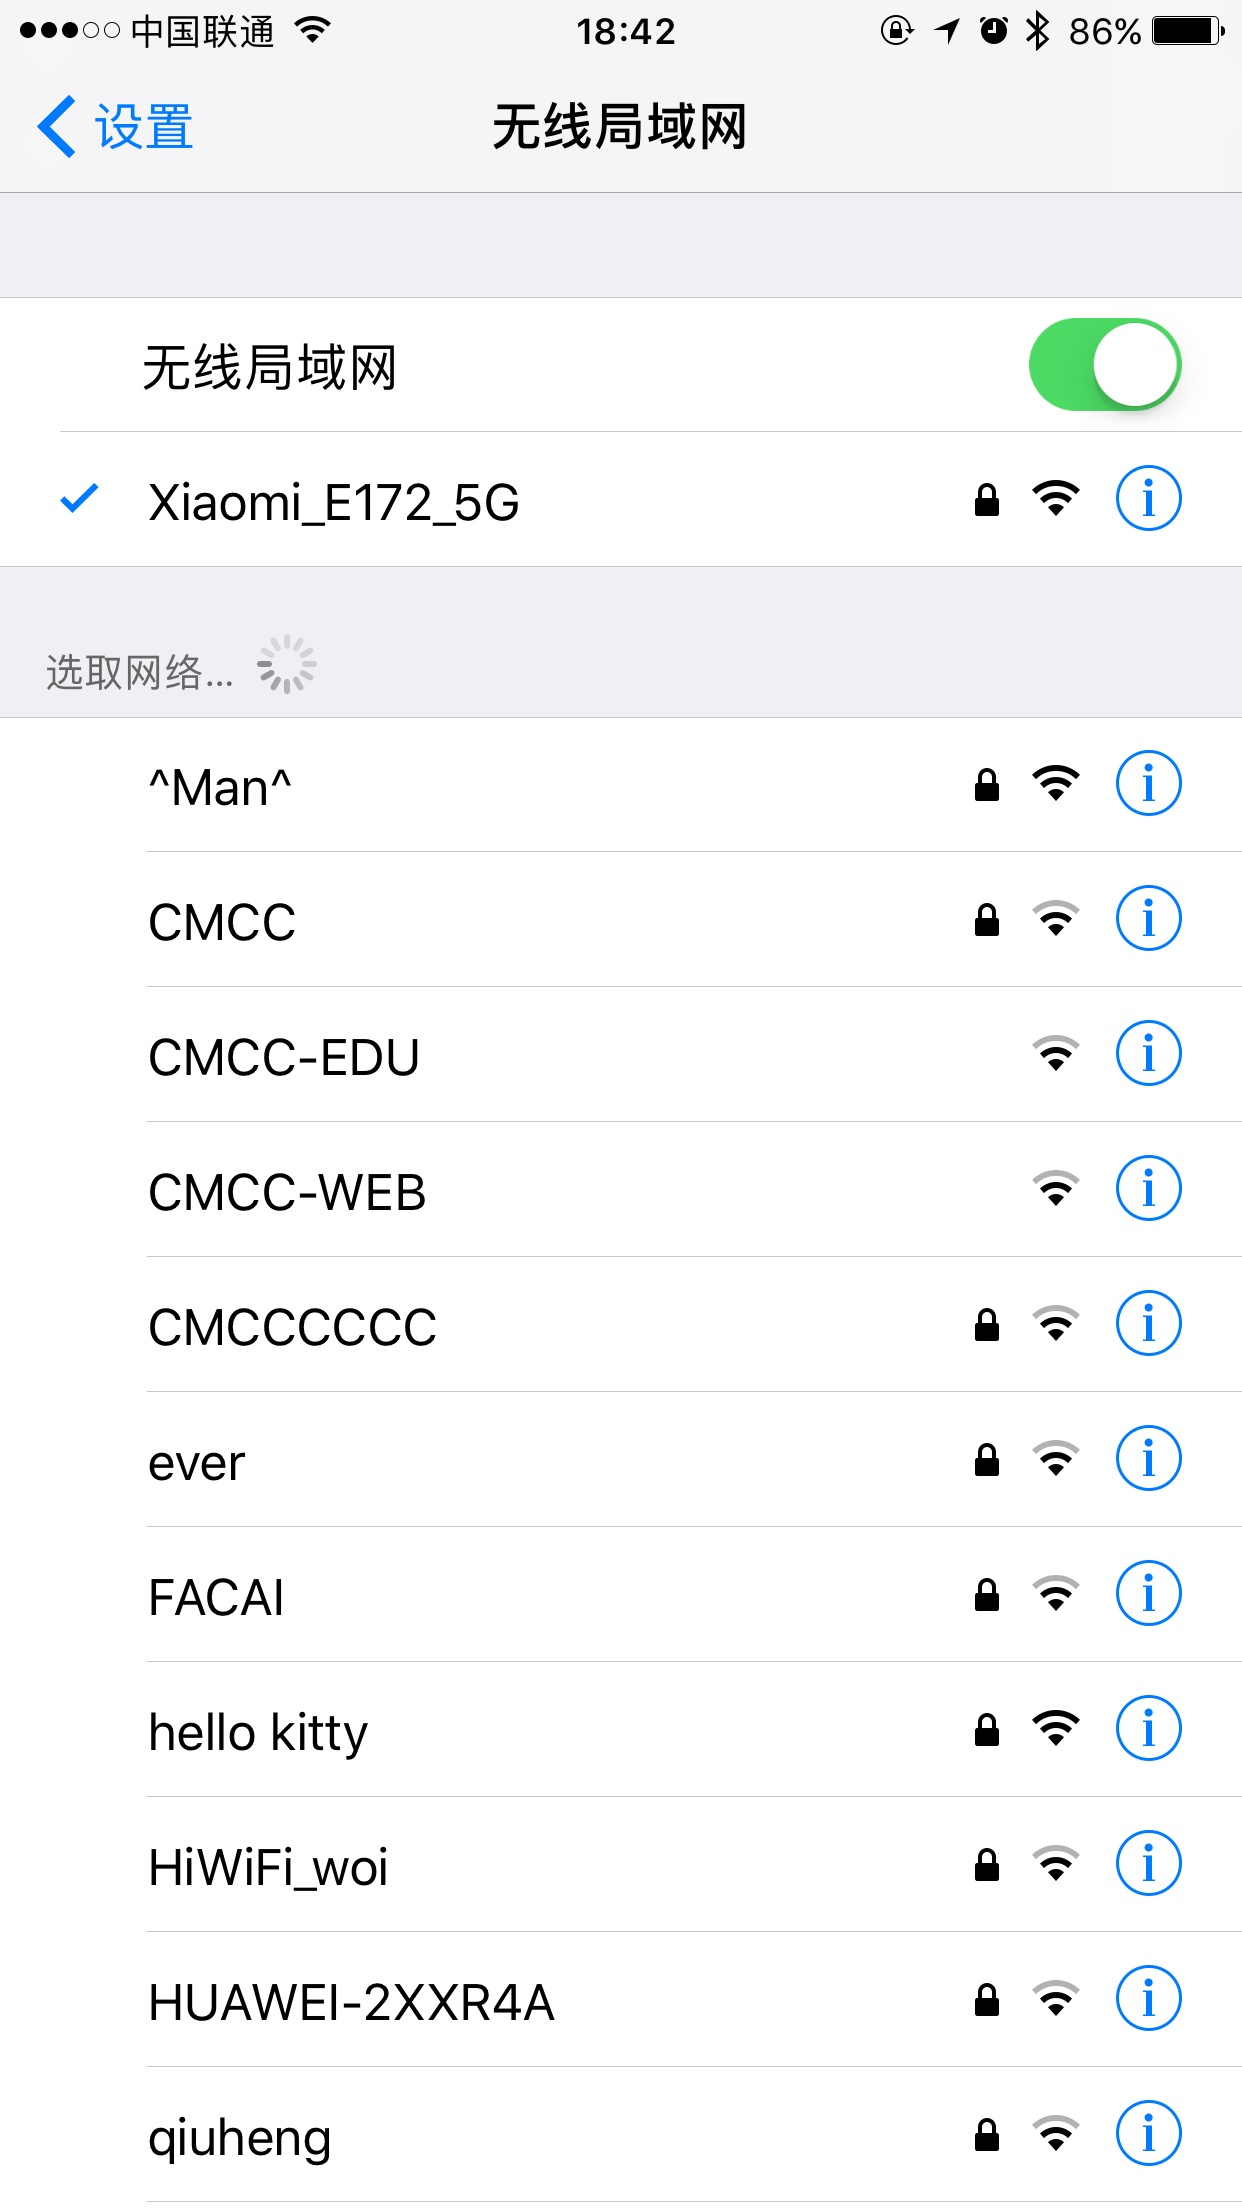 中国联通 18:42 86%
设置 无线局域网
无线局域网
Xiaomi_E172_5G
选取网络...
^Man^
CMCC
CMCC-EDU
CMCC-WEB
CMCCCCCC
ever
FACAI
hello kitty
HiWiFi_woi
HUAWEI-2XXR4A
qiuheng